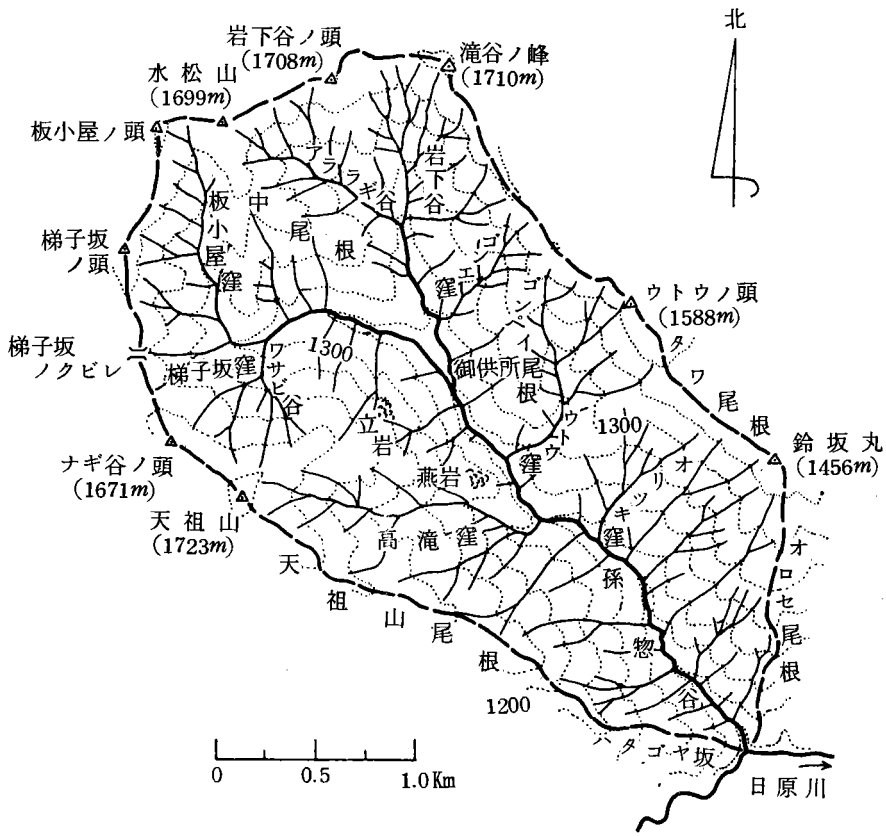 北
岩下谷ノ頭
(1708m)
滝谷ノ峰
(1710m)
水松山
(1699m)
板小屋ノ頭
梯子坂
ノ頭
梯子坂
ノクビレ
ナギ谷ノ頭
(1671m)
天祖山
(1723m)
アララギ谷
岩下谷
板小屋窪
中尾根
ゴンエー窪
ゴンペイ尾根
ウトウノ頭
(1588m)
タワ尾根
1300
梯子坂窪
ワサビ谷
御供所尾根
立岩
燕岩
ウトウ窪
1300
オリツキ窪
鈴坂丸
(1456m)
高滝窪
天祖山尾根
孫惣谷
オロセ尾根
1200
ハタゴヤ坂
日原川
0 0.5 1.0Km